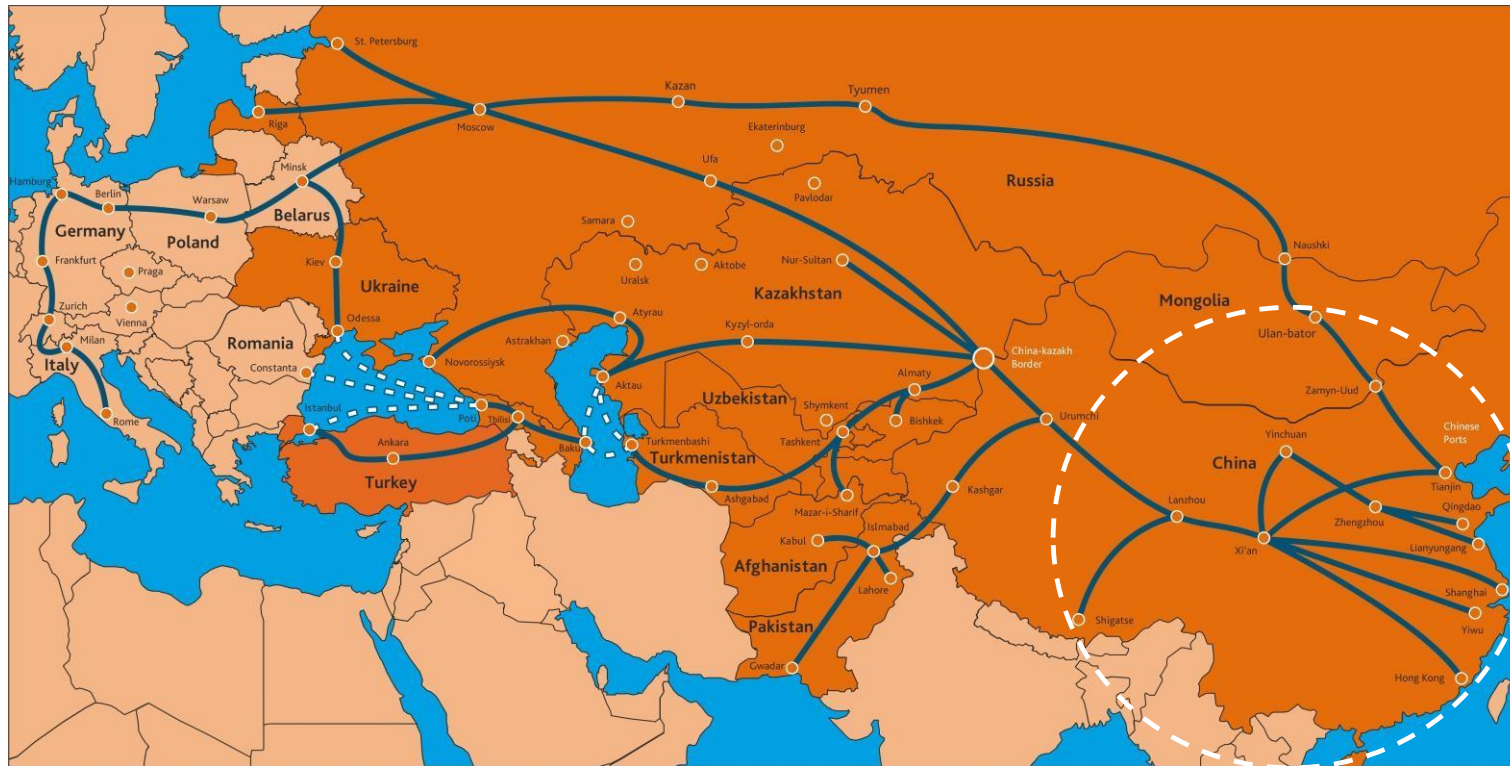 St. Petersburg
Kazan
Tyumen
Riga
Moscow
Ekaterinburg
Ufa
Minsk
Russia
Hamburg
Berlin
Pavlodar
Warsaw
Belarus
Samara
Germany
Poland
Naushki
Frankfurt
Kiev
Nur-Sultan
Praga
Uralsk
Aktobe
Ukraine
Kazakhstan
Mongolia
Zurich
Vienna
Odessa
Atyrau
Ulan-bator
Milan
Kyzyl-orda
Romania
Astrakhan
Novorossiysk
China-kazakh
Border
Italy
Constanta
Aktau
Almaty
Zamyn-Uud
Uzbekistan
Istanbul
Shymkent
Rome
Poti
Tbilisi
Bishkek
Urumchi
Chinese
Ports
Yinchuan
Ankara
Baku
Turkmenbashi
Tashkent
Turkmenistan
China
Turkey
Kashgar
Tianjin
Ashgabad
Lanzhou
Mazar-i-Sharif
Qingdao
Zhengzhou
Islmabad
Kabul
Xi'an
Lianyungang
Afghanistan
Lahore
Shanghai
Shigatse
Pakistan
Yiwu
Gwadar
Hong Kong